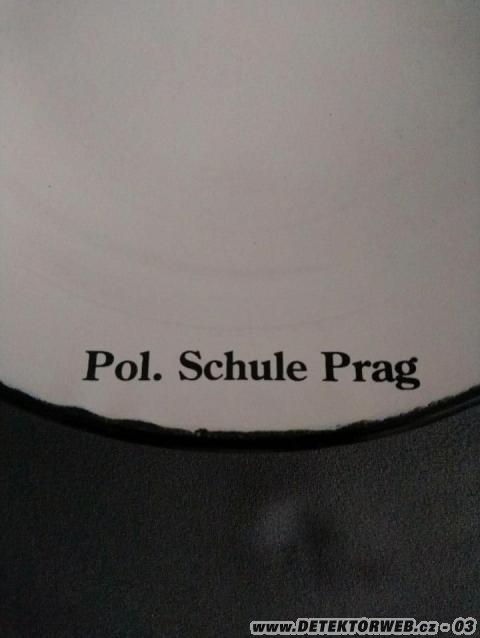 Pol. Schule Prag
www.DETEKTORWEB.cz - 03